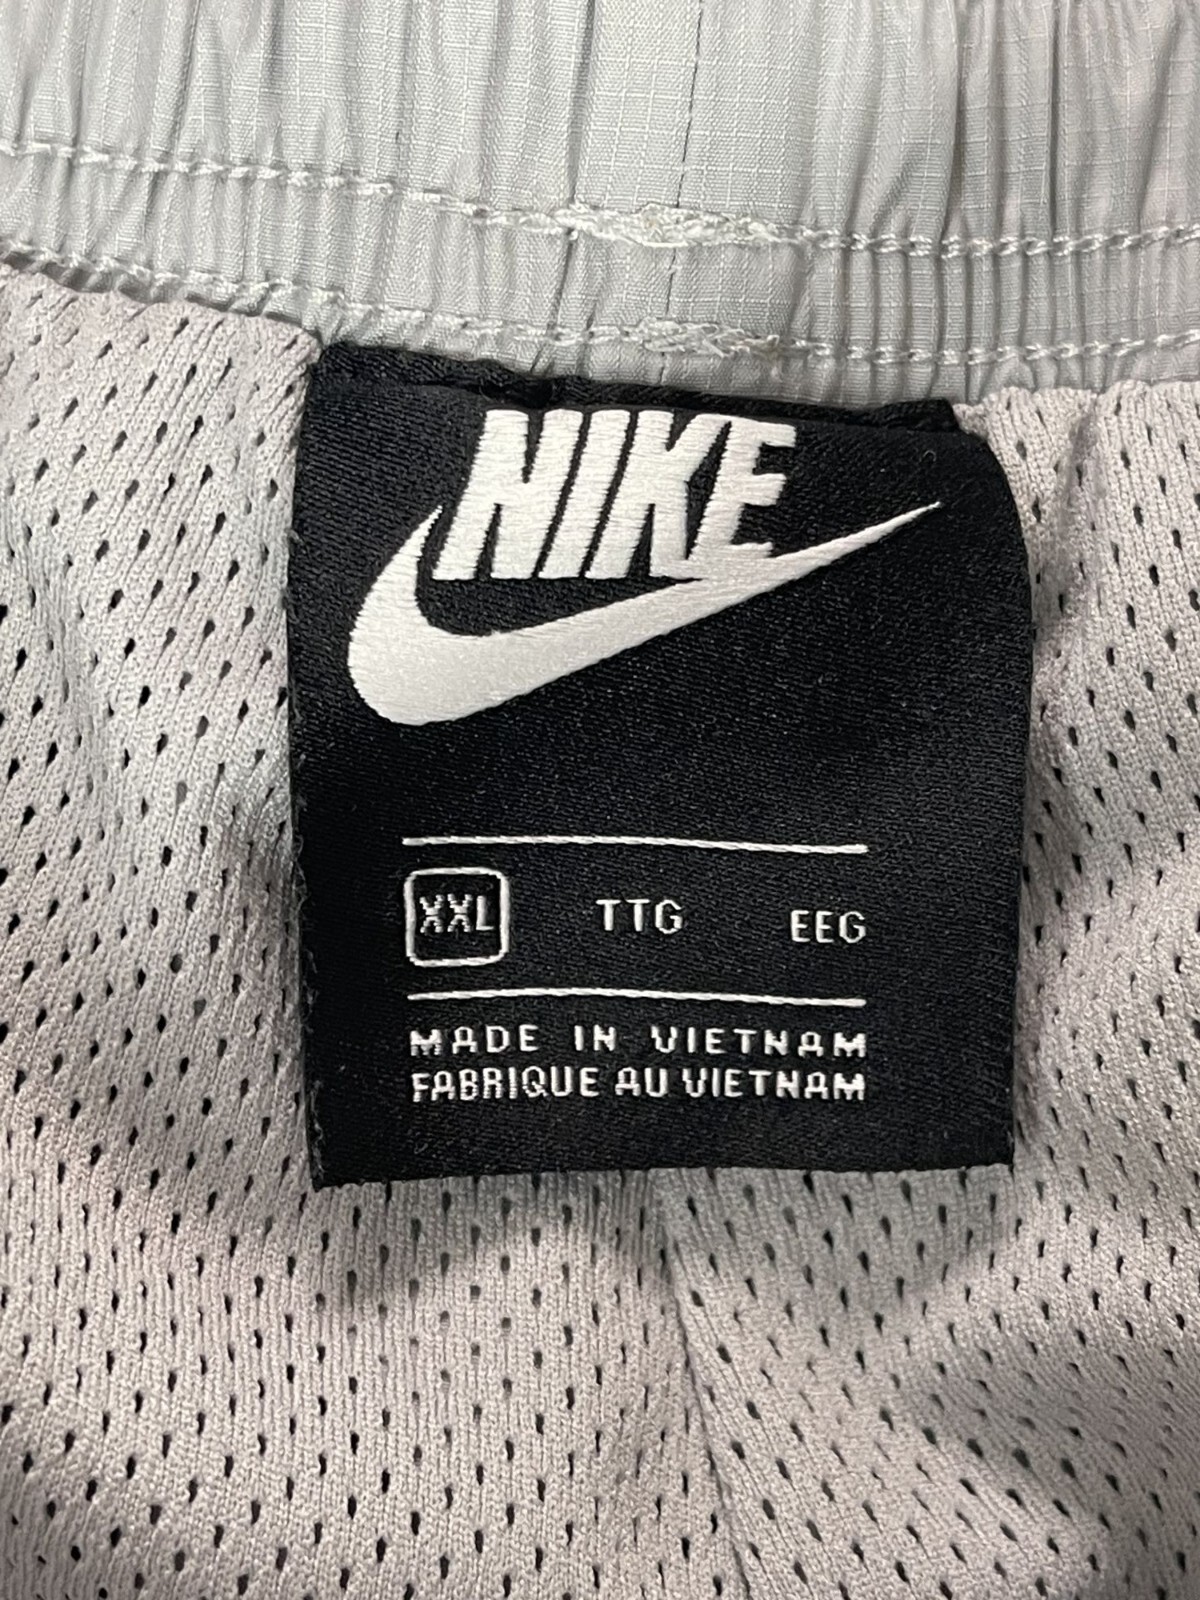 NIKE
XXL TTG EEG
MADE IN VIETNAM
FABRIQUE AU VIETNAM